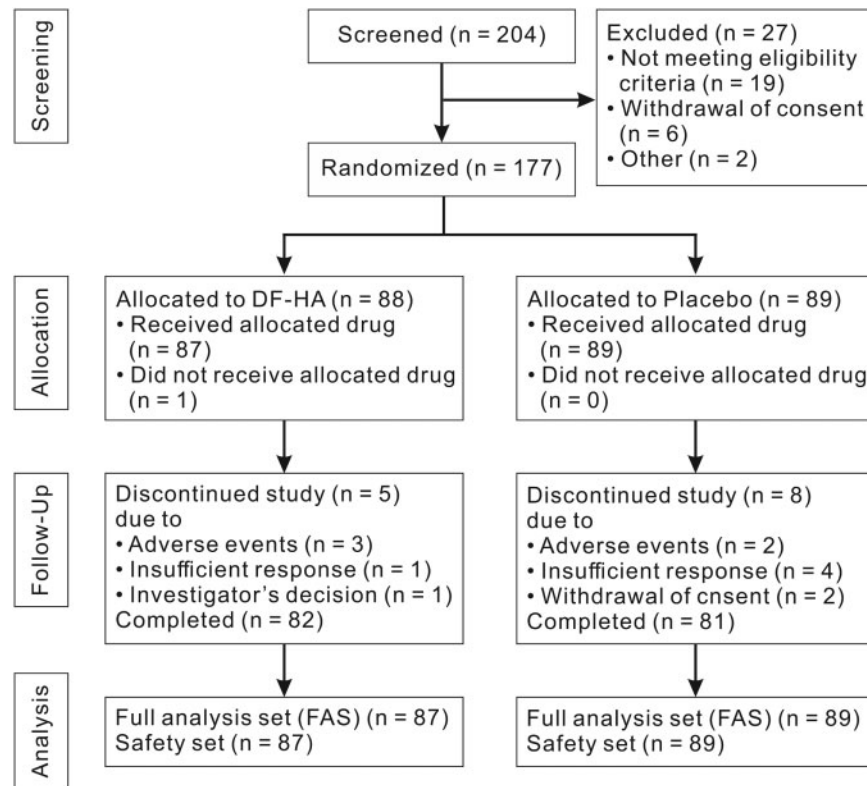 Screening
Screened (n = 204)
Excluded (n = 27)
• Not meeting eligibility
criteria (n = 19)
• Withdrawal of consent
(n = 6)
• Other (n = 2)
Randomized (n = 177)
Allocation
Allocated to DF-HA (n = 88)
• Received allocated drug
(n = 87)
• Did not receive allocated drug
(n = 1)
Allocated to Placebo (n = 89)
• Received allocated drug
(n = 89)
• Did not receive allocated drug
(n = 0)
Follow-Up
Discontinued study (n = 5)
due to
• Adverse events (n = 3)
• Insufficient response (n = 1)
• Investigator's decision (n = 1)
Completed (n = 82)
Discontinued study (n = 8)
due to
• Adverse events (n = 2)
• Insufficient response (n = 4)
• Withdrawal of cnsent (n = 2)
Completed (n = 81)
Analysis
Full analysis set (FAS) (n = 87)
Safety set (n = 87)
Full analysis set (FAS) (n = 89)
Safety set (n = 89)